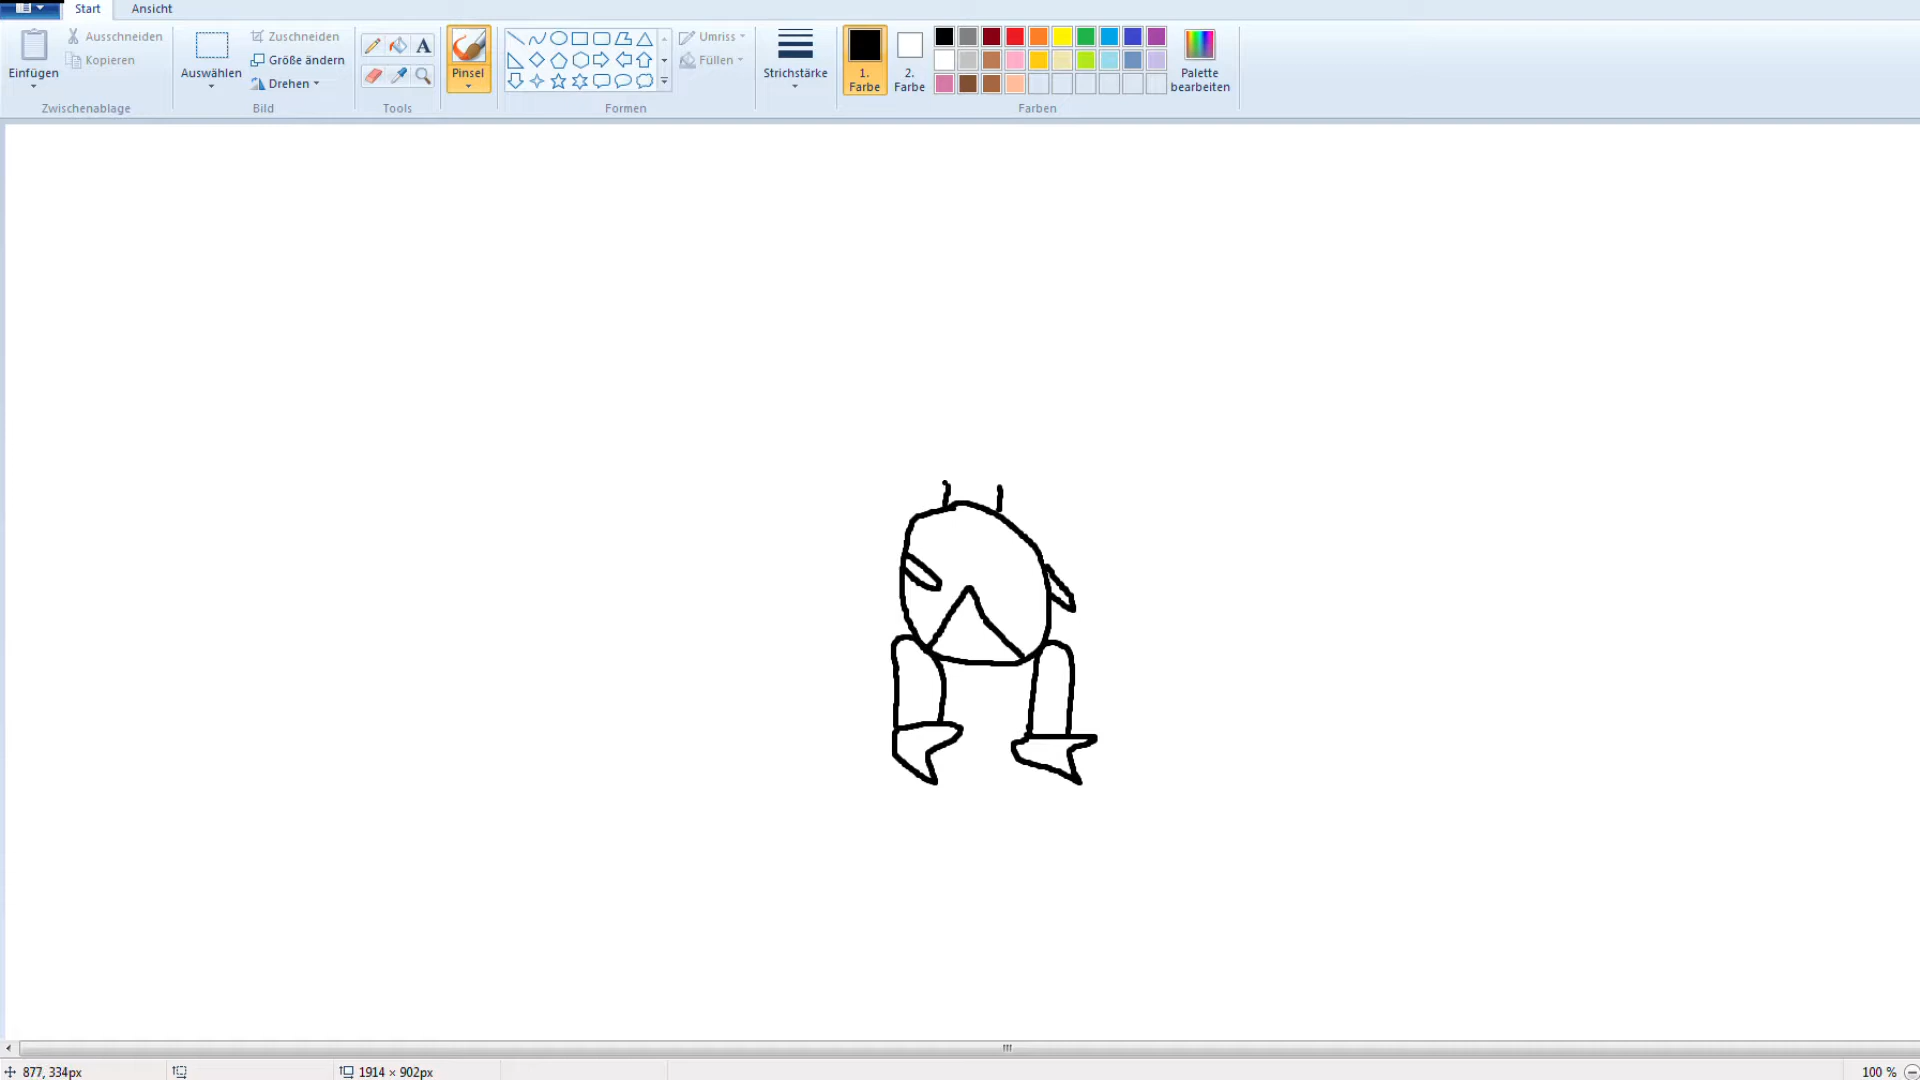 Start Ansicht
Ausschneiden Zuschneiden Umriss
Kopieren Größe ändern Füllen
Einfügen Auswählen Drehen Pinsel Strichstärke 1. Farbe 2. Farbe Palette bearbeiten
Zwischenablage Bild Tools Formen Farben
877, 334px 1914 × 902px 100 %